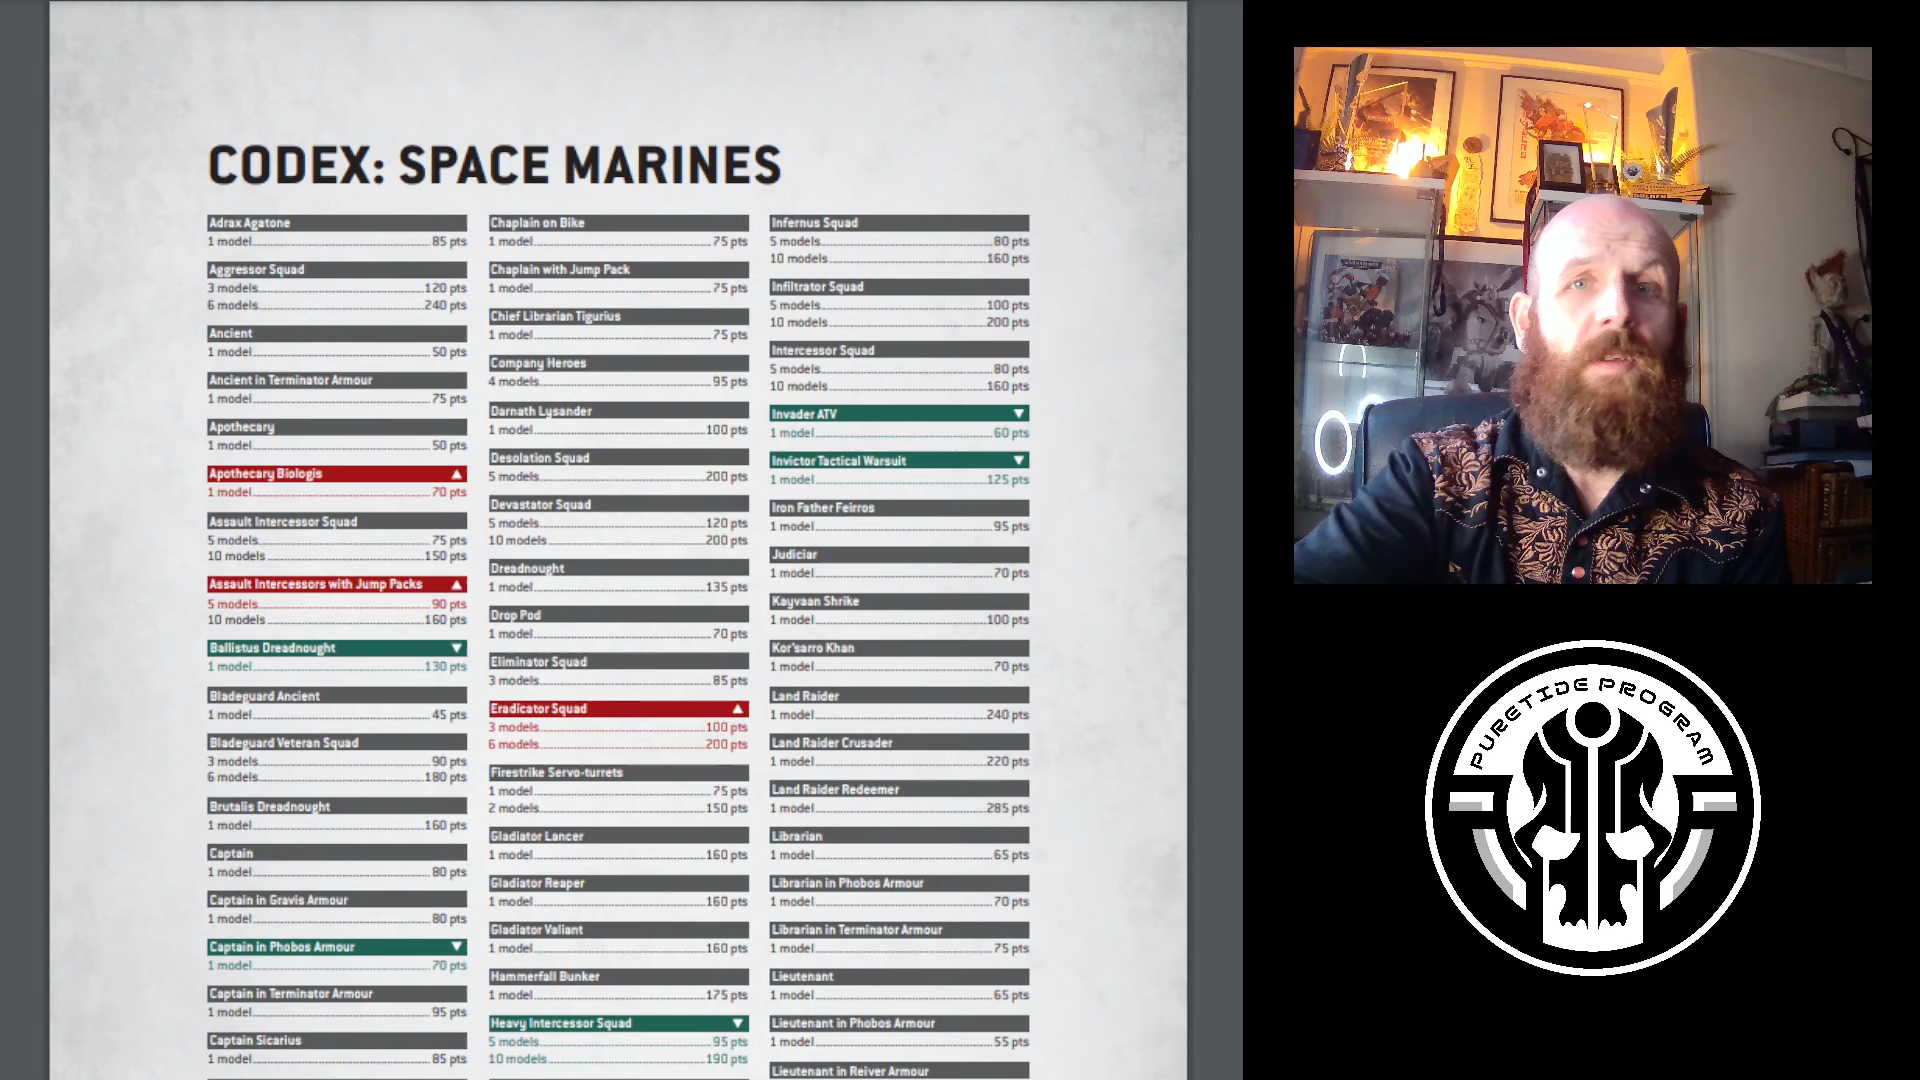 CODEX: SPACE MARINES
Adrax Agatone
1 model 85 pts
Aggressor Squad
3 models 120 pts
6 models 240 pts
Ancient
1 model 50 pts
Ancient in Terminator Armour
1 model 75 pts
Apothecary
1 model 50 pts
Apothecary Biologis ▲
1 model 70 pts
Assault Intercessor Squad
5 models 75 pts
10 models 150 pts
Assault Intercessors with Jump Packs ▲
5 models 90 pts
10 models 160 pts
Ballistus Dreadnought ▼
1 model 130 pts
Bladeguard Ancient
1 model 45 pts
Bladeguard Veteran Squad
3 models 90 pts
6 models 180 pts
Brutalis Dreadnought
1 model 160 pts
Captain
1 model 80 pts
Captain in Gravis Armour
1 model 80 pts
Captain in Phobos Armour ▼
1 model 70 pts
Captain in Terminator Armour
1 model 95 pts
Captain Sicarius
1 model 85 pts
Chaplain on Bike
1 model 75 pts
Chaplain with Jump Pack
1 model 75 pts
Chief Librarian Tigurius
1 model 75 pts
Company Heroes
4 models 95 pts
Darnath Lysander
1 model 100 pts
Desolation Squad
5 models 200 pts
Devastator Squad
5 models 120 pts
10 models 200 pts
Dreadnought
1 model 135 pts
Drop Pod
1 model 70 pts
Eliminator Squad
3 models 85 pts
Eradicator Squad ▲
3 models 100 pts
6 models 200 pts
Firestrike Servo-turrets
1 model 75 pts
2 models 150 pts
Gladiator Lancer
1 model 160 pts
Gladiator Reaper
1 model 160 pts
Gladiator Valiant
1 model 160 pts
Hammerfall Bunker
1 model 175 pts
Heavy Intercessor Squad ▼
5 models 95 pts
10 models 190 pts
Infernus Squad
5 models 80 pts
10 models 160 pts
Infiltrator Squad
5 models 100 pts
10 models 200 pts
Intercessor Squad
5 models 80 pts
10 models 160 pts
Invader ATV ▼
1 model 60 pts
Invictor Tactical Warsuit ▼
1 model 125 pts
Iron Father Feirros
1 model 95 pts
Judiciar
1 model 70 pts
Kayvaan Shrike
1 model 100 pts
Kor'sarro Khan
1 model 70 pts
Land Raider
1 model 240 pts
Land Raider Crusader
1 model 220 pts
Land Raider Redeemer
1 model 285 pts
Librarian
1 model 65 pts
Librarian in Phobos Armour
1 model 70 pts
Librarian in Terminator Armour
1 model 75 pts
Lieutenant
1 model 65 pts
Lieutenant in Phobos Armour
1 model 55 pts
Lieutenant in Reiver Armour
PURETIDE PROGRAM